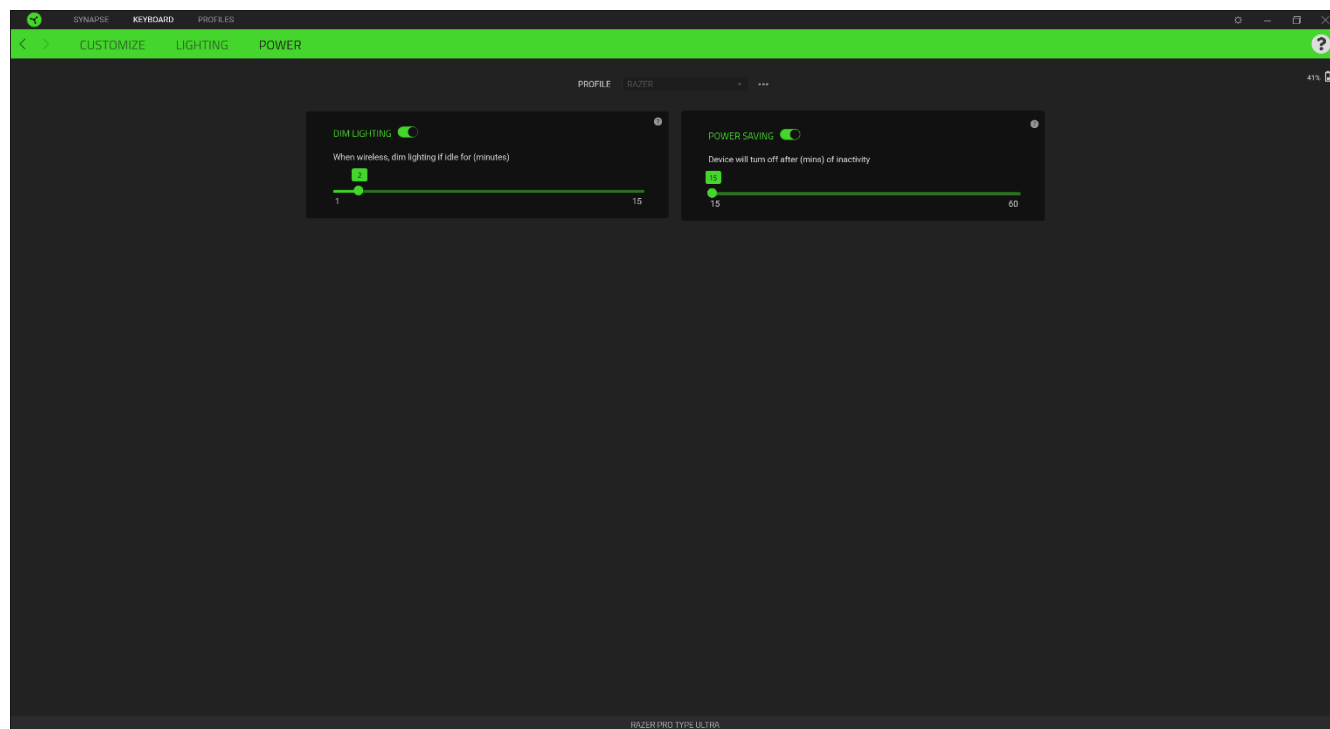 SYNAPSE KEYBOARD PROFILES
CUSTOMIZE LIGHTING POWER ?
PROFILE RAZER ••• 41%
DIM LIGHTING ?
When wireless, dim lighting if idle for (minutes)
2
1 15
POWER SAVING ?
Device will turn off after (mins) of inactivity
15
15 60
RAZER PRO TYPE ULTRA